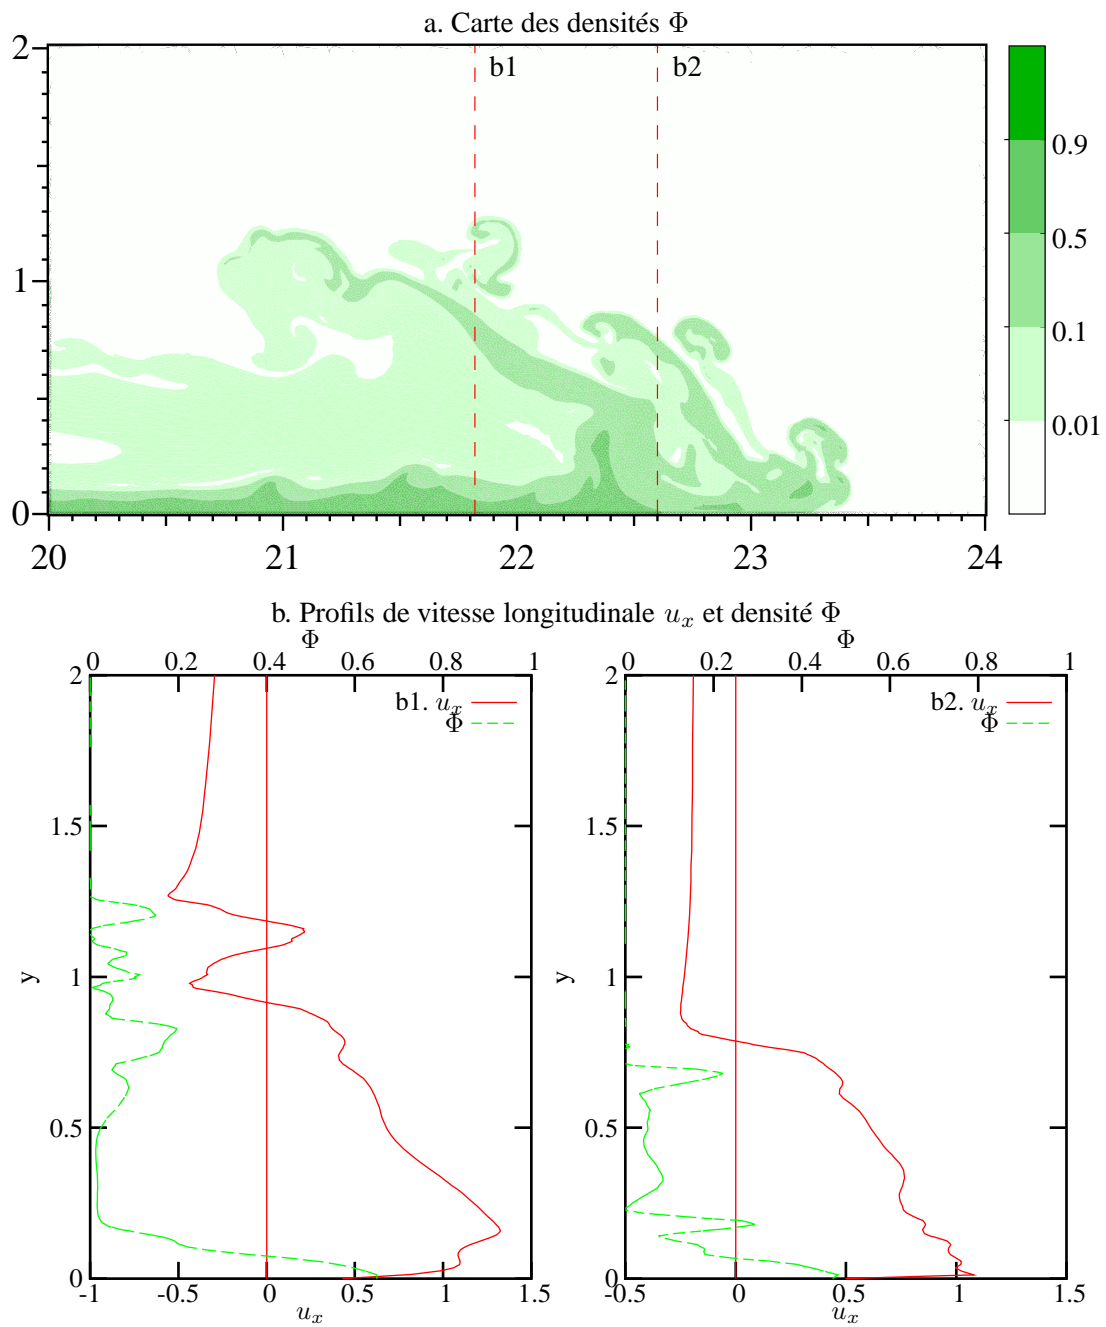 a. Carte des densités Φ
2
b1
b2
0.9
0.5
1
0.1
0.01
0
20
21
22
23
24
b. Profils de vitesse longitudinale u_x et densité Φ
Φ
Φ
0 0.2 0.4 0.6 0.8 1
0 0.2 0.4 0.6 0.8 1
2
b1. u_x
Φ
2
b2. u_x
Φ
1.5
1.5
y
1
y
1
0.5
0.5
0
0
-1 -0.5 0 0.5 1 1.5
-0.5 0 0.5 1 1.5
u_x
u_x